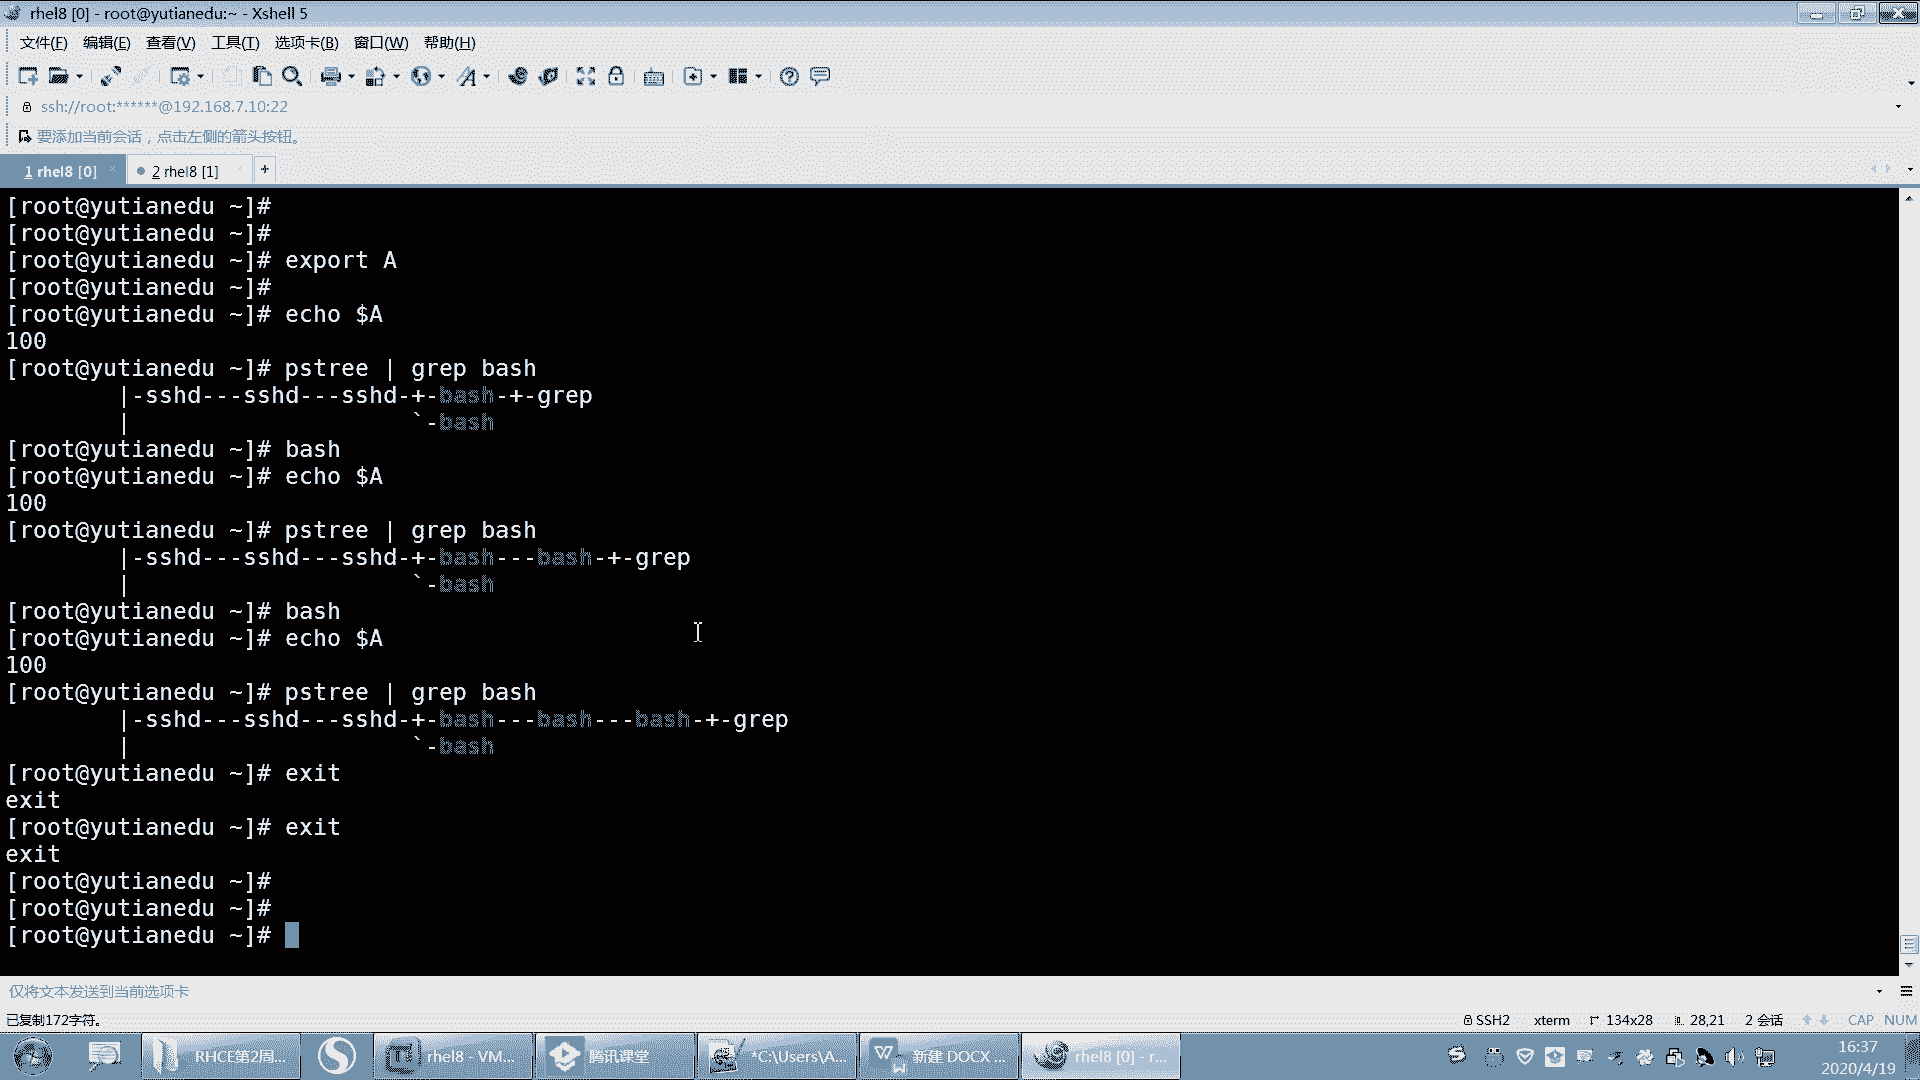 rhel8 [0] - root@yutianedu:~ - Xshell 5
文件(F) 编辑(E) 查看(V) 工具(T) 选项卡(B) 窗口(W) 帮助(H)
ssh://root:******@192.168.7.10:22
要添加当前会话，点击左侧的箭头按钮。
1 rhel8 [0] 2 rhel8 [1] +
[root@yutianedu ~]#
[root@yutianedu ~]#
[root@yutianedu ~]# export A
[root@yutianedu ~]#
[root@yutianedu ~]# echo $A
100
[root@yutianedu ~]# pstree | grep bash
        |-sshd---sshd---sshd-+-bash-+-grep
        |                    `-bash
[root@yutianedu ~]# bash
[root@yutianedu ~]# echo $A
100
[root@yutianedu ~]# pstree | grep bash
        |-sshd---sshd---sshd-+-bash---bash-+-grep
        |                    `-bash
[root@yutianedu ~]# bash
[root@yutianedu ~]# echo $A
100
[root@yutianedu ~]# pstree | grep bash
        |-sshd---sshd---sshd-+-bash---bash---bash-+-grep
        |                    `-bash
[root@yutianedu ~]# exit
exit
[root@yutianedu ~]# exit
exit
[root@yutianedu ~]#
[root@yutianedu ~]#
[root@yutianedu ~]#
仅将文本发送到当前选项卡
已复制172字符。 SSH2 xterm 134x28 28,21 2 会话 CAP NUM
RHCE第2周... rhel8 - VM... 腾讯课堂 *C:\Users\A... 新建 DOCX ... rhel8 [0] - r... 16:37
2020/4/19